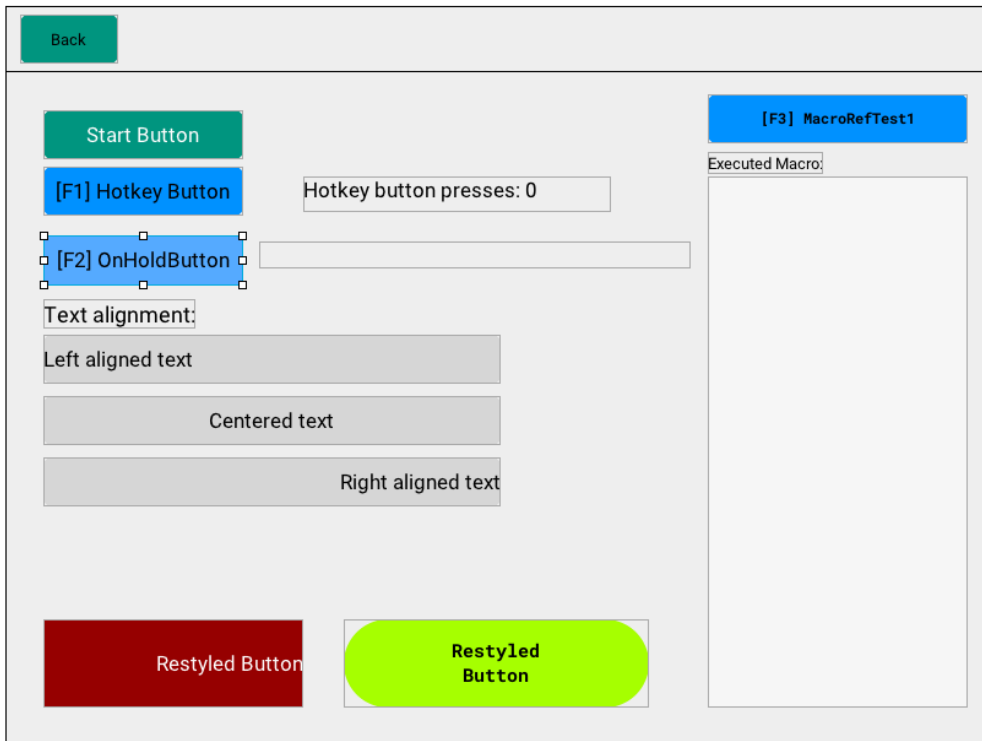 Back
Start Button
[F1] Hotkey Button
Hotkey button presses: 0
[F2] OnHoldButton
Text alignment:
Left aligned text
Centered text
Right aligned text
Restyled Button
Restyled
Button
[F3] MacroRefTest1
Executed Macro: